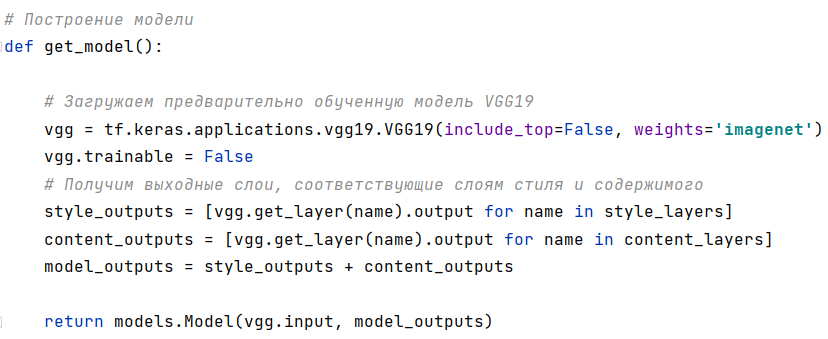 # Построение модели
def get_model():
    # Загружаем предварительно обученную модель VGG19
    vgg = tf.keras.applications.vgg19.VGG19(include_top=False, weights='imagenet')
    vgg.trainable = False
    # Получим выходные слои, соответствующие слоям стиля и содержимого
    style_outputs = [vgg.get_layer(name).output for name in style_layers]
    content_outputs = [vgg.get_layer(name).output for name in content_layers]
    model_outputs = style_outputs + content_outputs
    return models.Model(vgg.input, model_outputs)